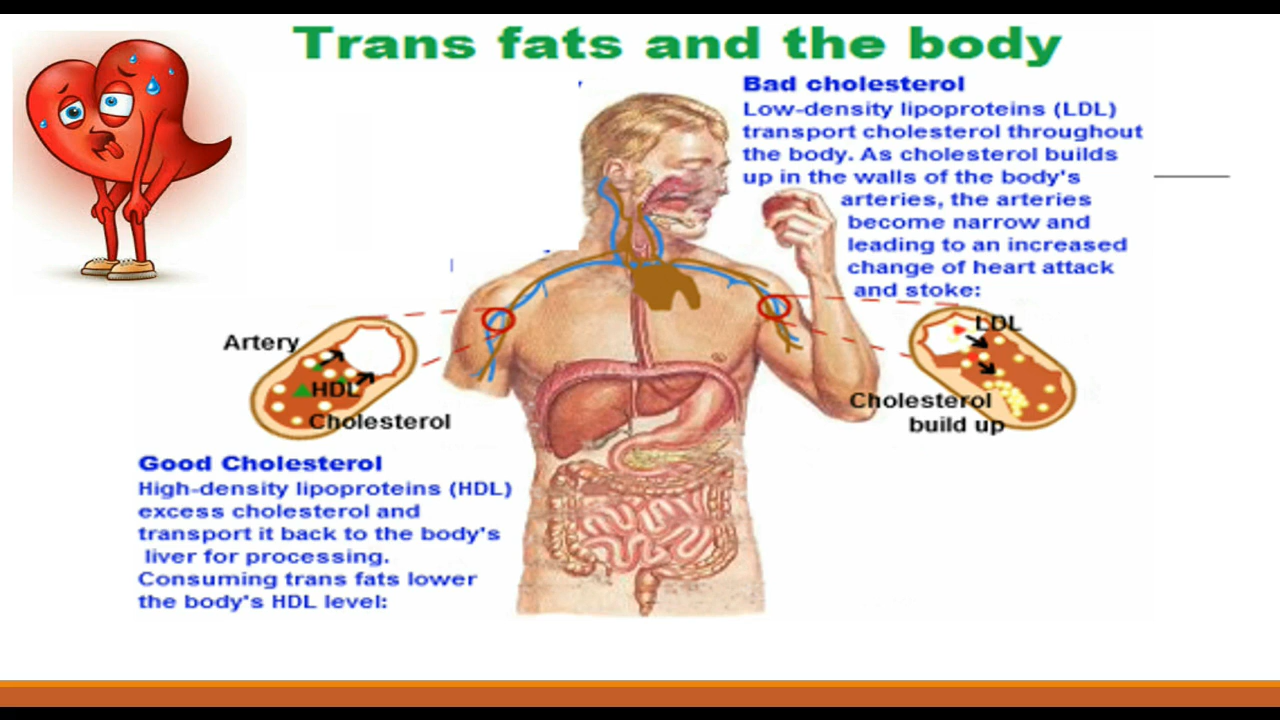 Trans fats and the body
Bad cholesterol
Low-density lipoproteins (LDL)
transport cholesterol throughout
the body. As cholesterol builds
up in the walls of the body's
arteries, the arteries
become narrow and
leading to an increased
change of heart attack
and stoke:
Artery
HDL
Cholesterol
LDL
Cholesterol
build up
Good Cholesterol
High-density lipoproteins (HDL)
excess cholesterol and
transport it back to the body's
liver for processing.
Consuming trans fats lower
the body's HDL level: